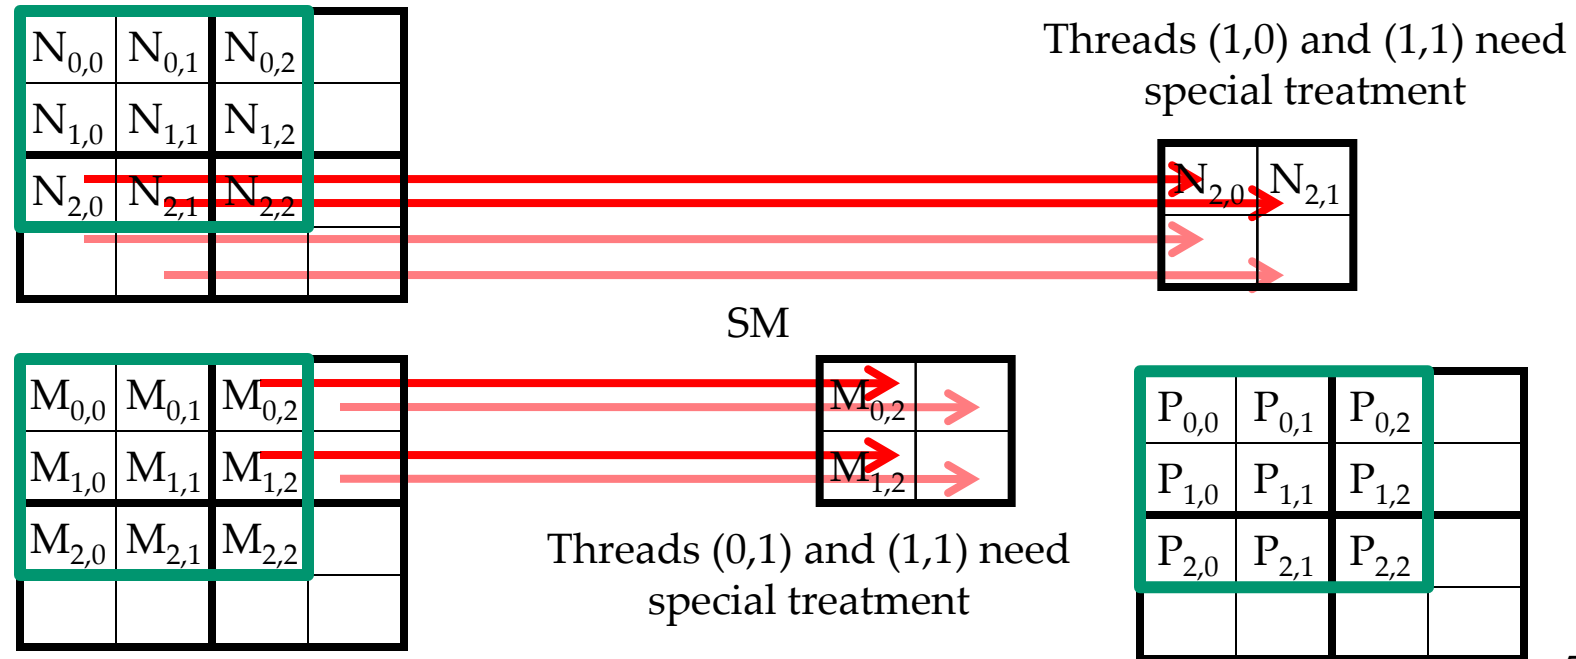 N0,0 N0,1 N0,2
Threads (1,0) and (1,1) need
special treatment
N1,0 N1,1 N1,2
N2,0 N2,1 N2,2
N2,0 N2,1
SM
M0,0 M0,1 M0,2
M0,2
P0,0 P0,1 P0,2
M1,0 M1,1 M1,2
M1,2
P1,0 P1,1 P1,2
M2,0 M2,1 M2,2
Threads (0,1) and (1,1) need
special treatment
P2,0 P2,1 P2,2